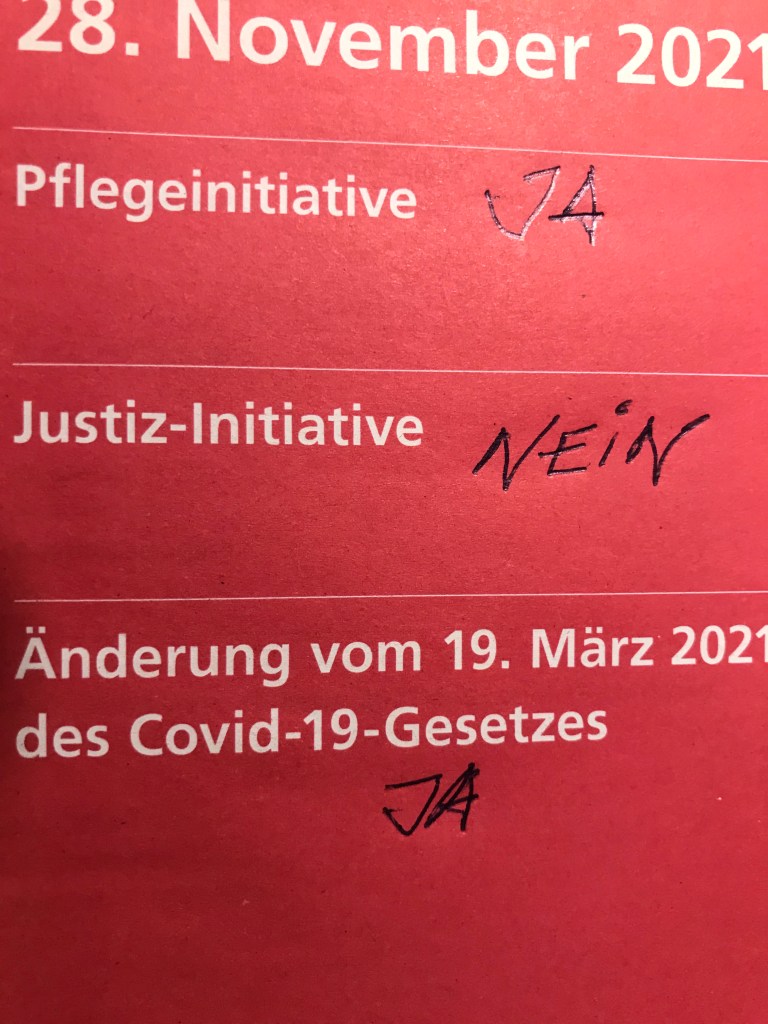 28. November 2021
Pflegeinitiative JA
Justiz-Initiative NEiN
Änderung vom 19. März 2021
des Covid-19-Gesetzes
JA